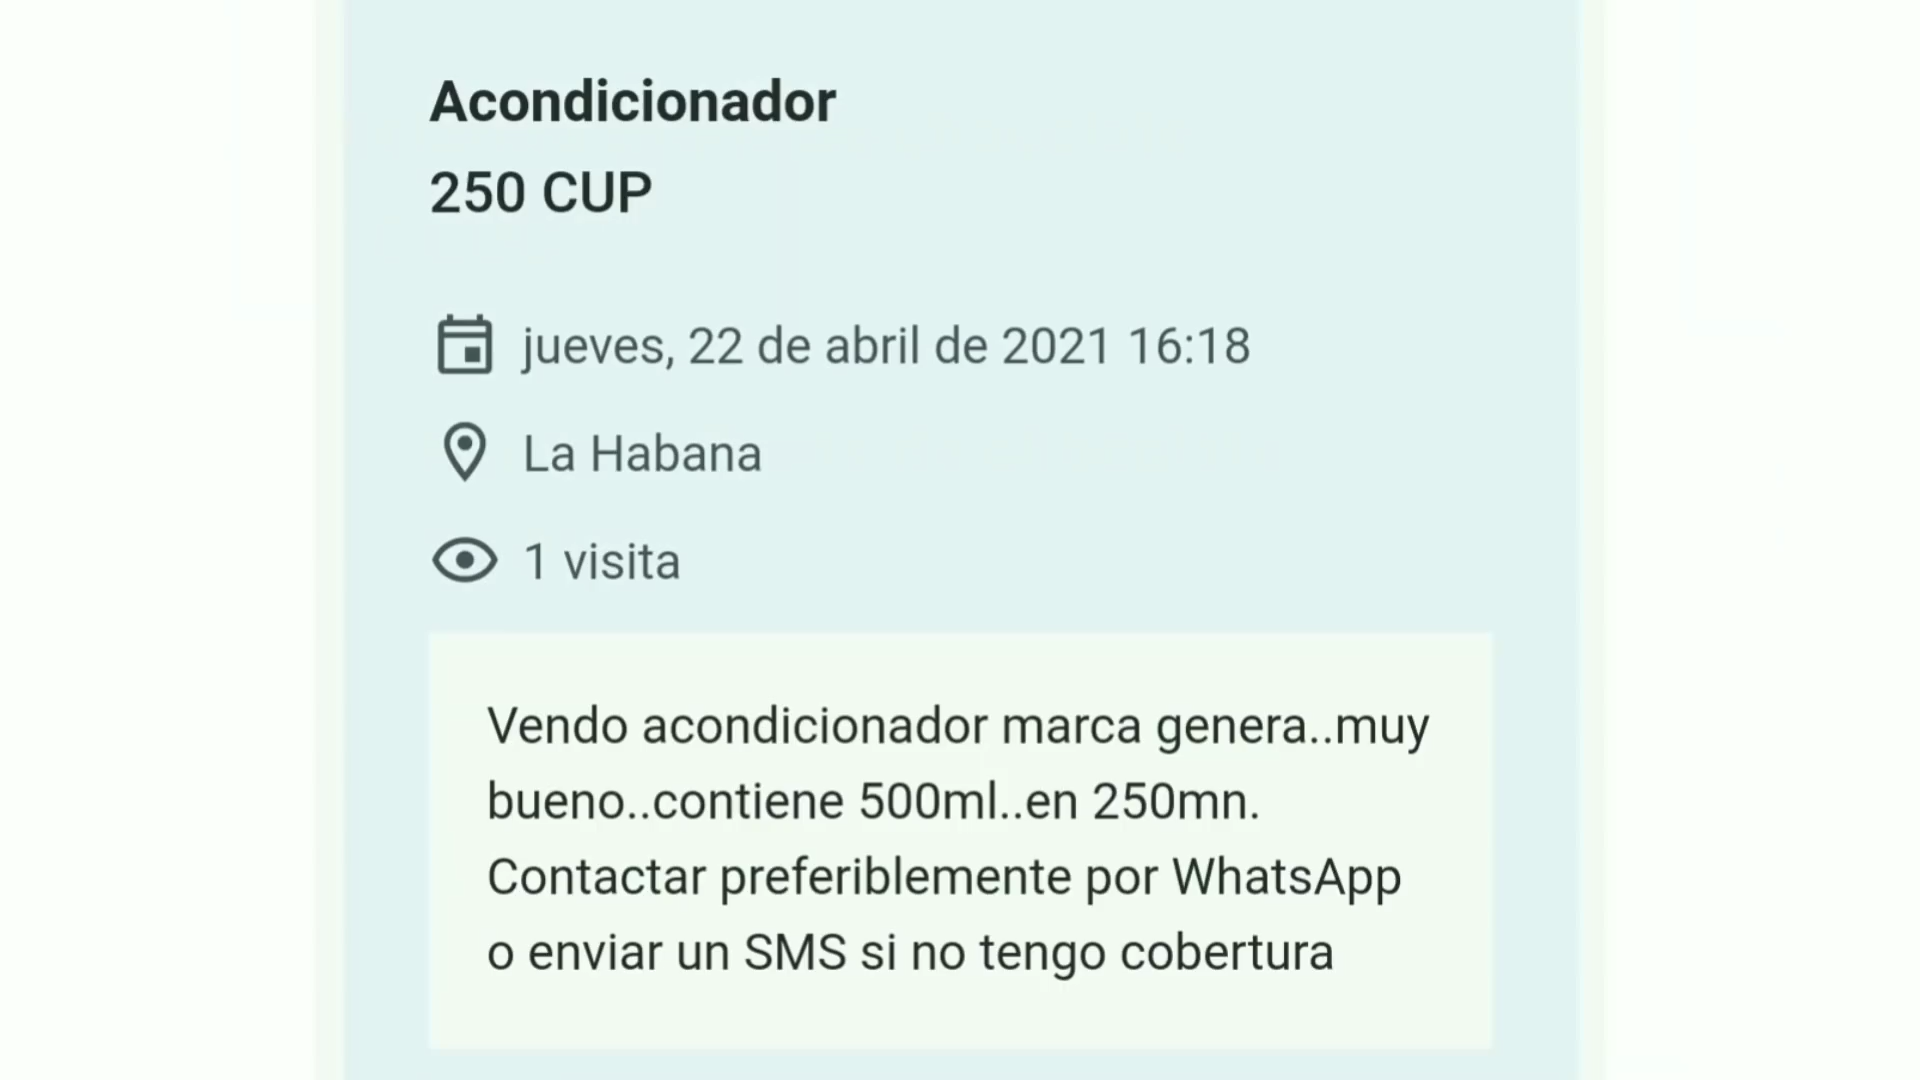 Acondicionador
250 CUP
jueves, 22 de abril de 2021 16:18
La Habana
1 visita
Vendo acondicionador marca genera..muy
bueno..contiene 500ml..en 250mn.
Contactar preferiblemente por WhatsApp
o enviar un SMS si no tengo cobertura